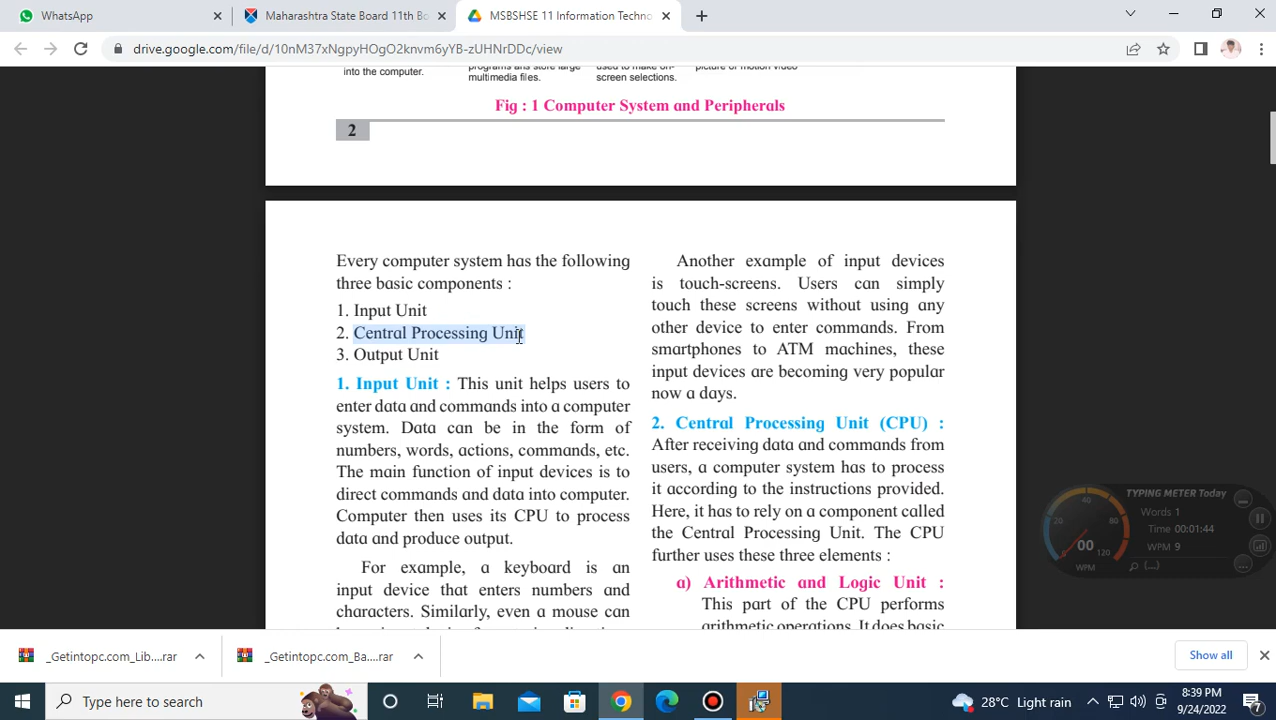 WhatsApp
Maharashtra State Board 11th Bo
MSBSHSE 11 Information Techno
drive.google.com/file/d/10nM37xNgpyHOgO2knvm6yYB-zUHNrDDc/view
into the computer.
programs ans store large
multimedia files.
used to make on-
screen selections.
picture or motion video
Fig : 1 Computer System and Peripherals
2
Every computer system has the following
three basic components :
1. Input Unit
2. Central Processing Unit
3. Output Unit
1. Input Unit : This unit helps users to
enter data and commands into a computer
system. Data can be in the form of
numbers, words, actions, commands, etc.
The main function of input devices is to
direct commands and data into computer.
Computer then uses its CPU to process
data and produce output.
For example, a keyboard is an
input device that enters numbers and
characters. Similarly, even a mouse can
Another example of input devices
is touch-screens. Users can simply
touch these screens without using any
other device to enter commands. From
smartphones to ATM machines, these
input devices are becoming very popular
now a days.
2. Central Processing Unit (CPU) :
After receiving data and commands from
users, a computer system has to process
it according to the instructions provided.
Here, it has to rely on a component called
the Central Processing Unit. The CPU
further uses these three elements :
a) Arithmetic and Logic Unit :
This part of the CPU performs
arithmetic operations. It does basic
TYPING METER Today
Words 1
Time 00:01:44
WPM 9
20 40 60 80 100 120
00
WPM
(...)
_Getintopc.com_Lib....rar
_Getintopc.com_Ba....rar
Show all
Type here to search
28°C Light rain
8:39 PM
9/24/2022
7